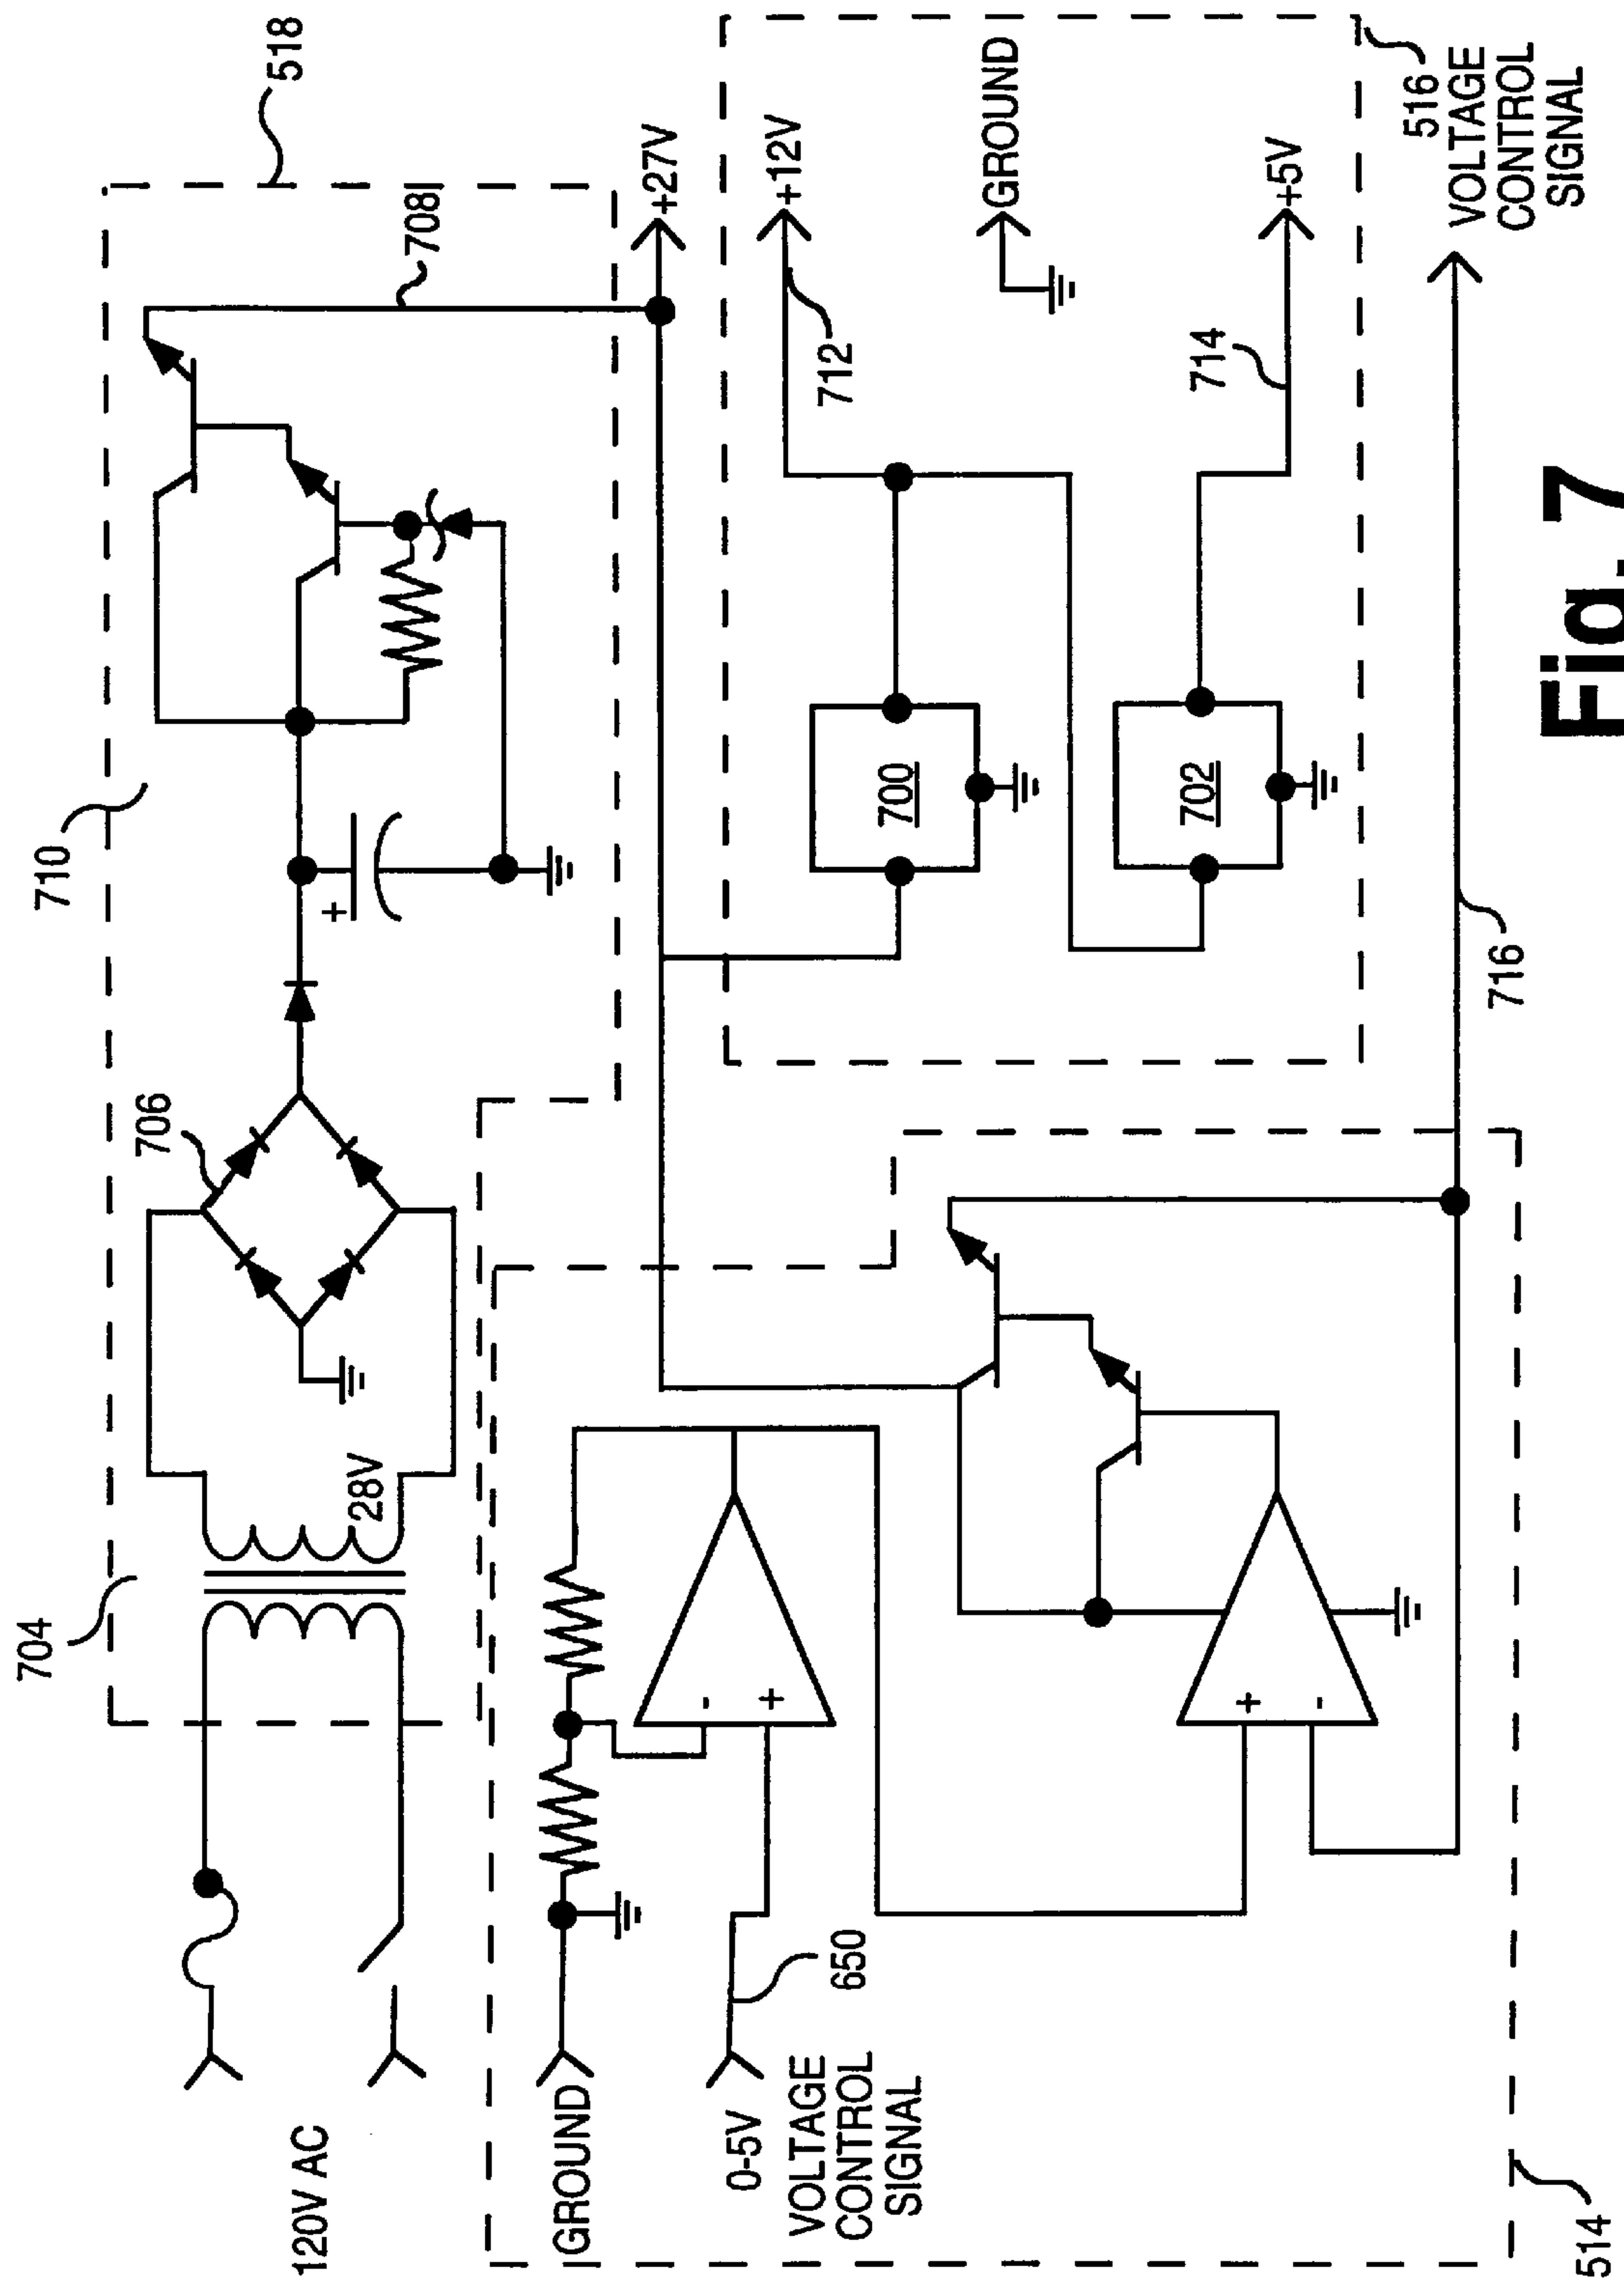 518
710
706
704
708
+27V
28V
120V AC
+
+12V
712
GROUND
700
702
714
+5V
516
VOLTAGE
CONTROL
SIGNAL
716
GROUND
0-5V
VOLTAGE
CONTROL
SIGNAL
650
-
+
+
-
514
Fig. 7